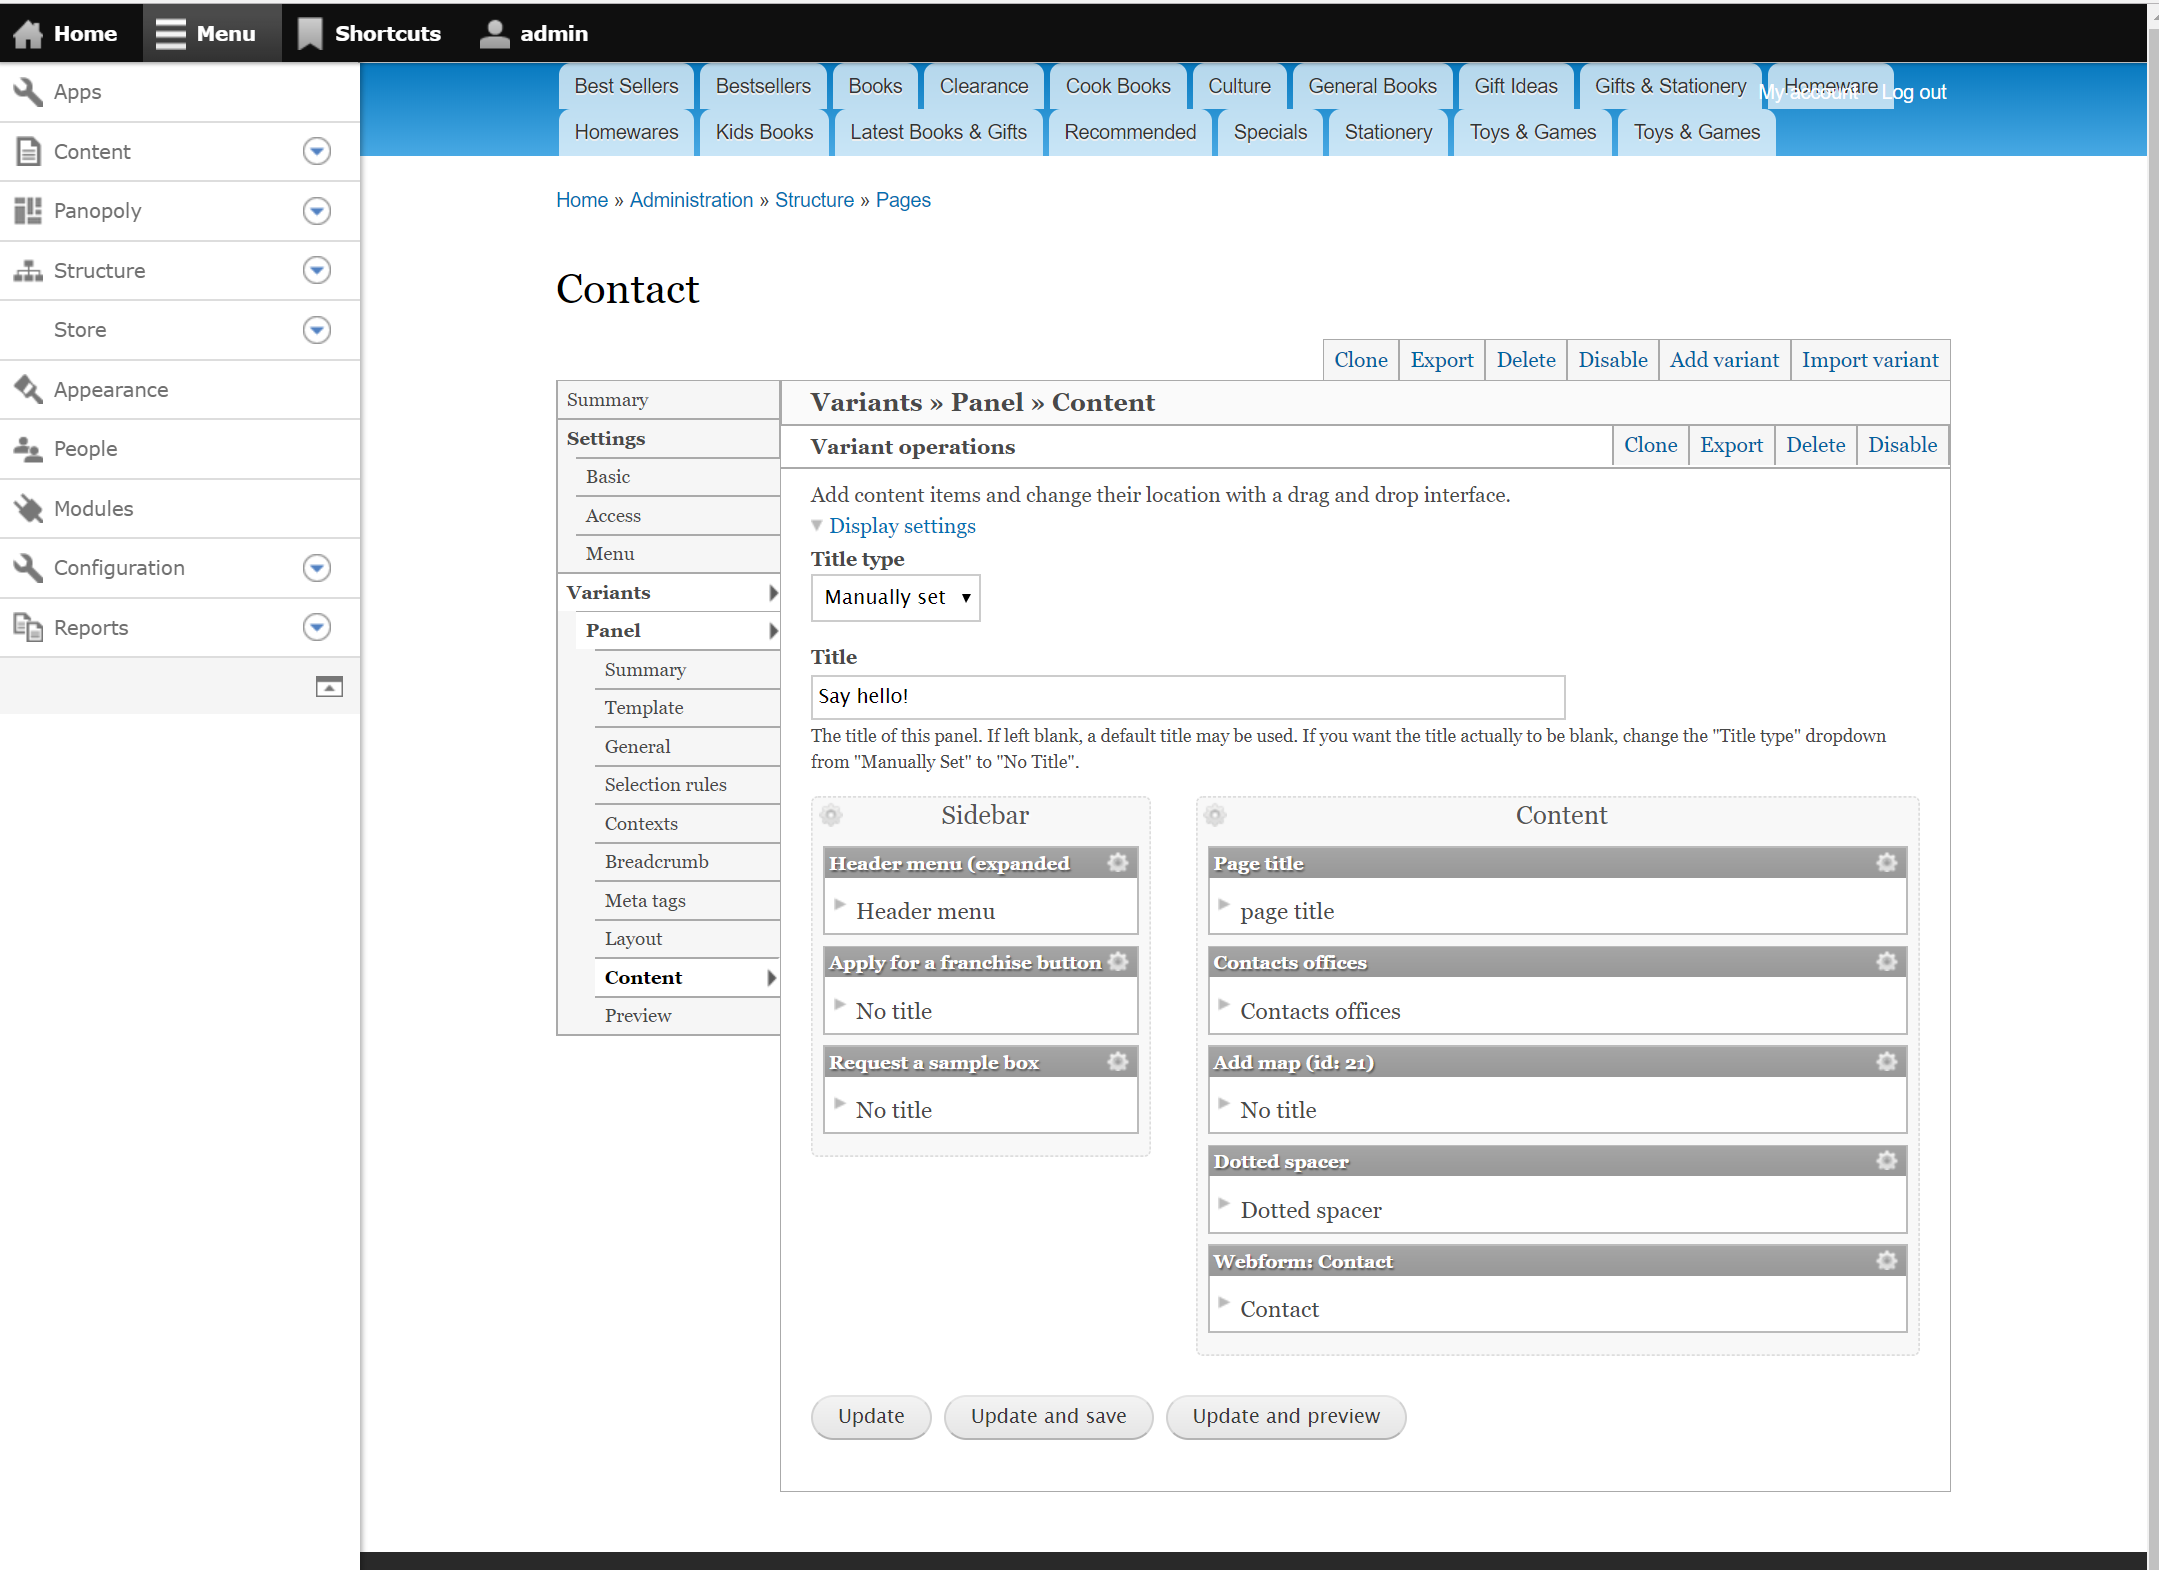 Home Menu Shortcuts admin
Apps
Content
Panopoly
Structure
Store
Appearance
People
Modules
Configuration
Reports
Best Sellers Bestsellers Books Clearance Cook Books Culture General Books Gift Ideas Gifts & Stationery Homeware
My account Log out
Homewares Kids Books Latest Books & Gifts Recommended Specials Stationery Toys & Games Toys & Games
Home » Administration » Structure » Pages
Contact
Clone Export Delete Disable Add variant Import variant
Summary
Settings
Basic
Access
Menu
Variants
Panel
Summary
Template
General
Selection rules
Contexts
Breadcrumb
Meta tags
Layout
Content
Preview
Variants » Panel » Content
Variant operations
Clone Export Delete Disable
Add content items and change their location with a drag and drop interface.
Display settings
Title type
Manually set
Title
Say hello!
The title of this panel. If left blank, a default title may be used. If you want the title actually to be blank, change the "Title type" dropdown
from "Manually Set" to "No Title".
Sidebar
Header menu (expanded
Header menu
Apply for a franchise button
No title
Request a sample box
No title
Content
Page title
page title
Contacts offices
Contacts offices
Add map (id: 21)
No title
Dotted spacer
Dotted spacer
Webform: Contact
Contact
Update Update and save Update and preview